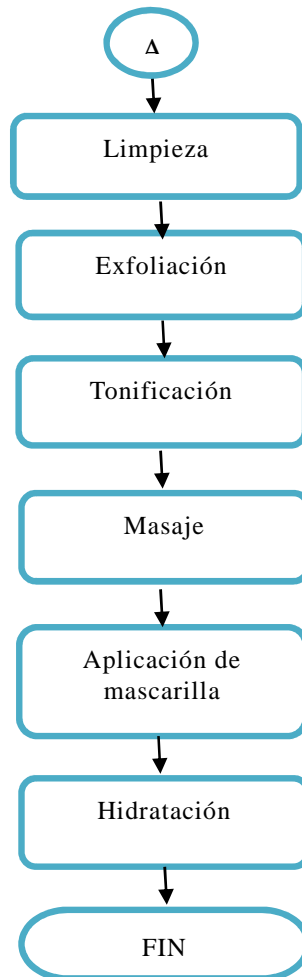 Δ
Limpieza
Exfoliación
Tonificación
Masaje
Aplicación de
mascarilla
Hidratación
FIN